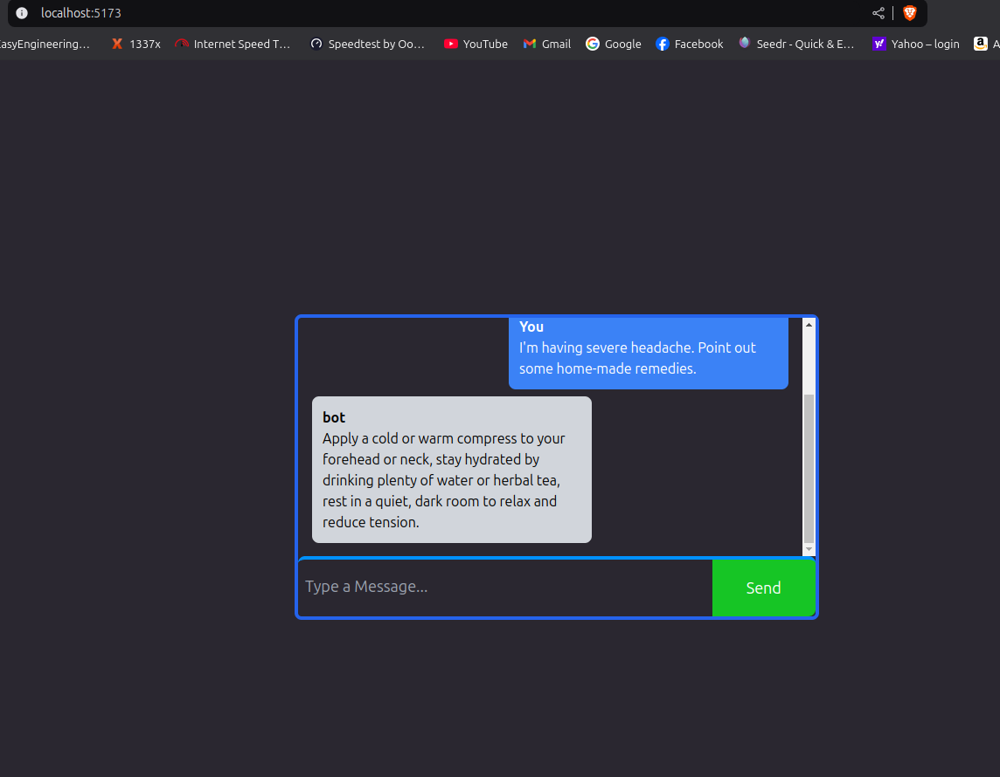 localhost:5173
EasyEngineering... 1337x Internet Speed T... Speedtest by Oo... YouTube Gmail Google Facebook Seedr - Quick & E... Yahoo – login A
You
I'm having severe headache. Point out
some home-made remedies.
bot
Apply a cold or warm compress to your
forehead or neck, stay hydrated by
drinking plenty of water or herbal tea,
rest in a quiet, dark room to relax and
reduce tension.
Type a Message...
Send